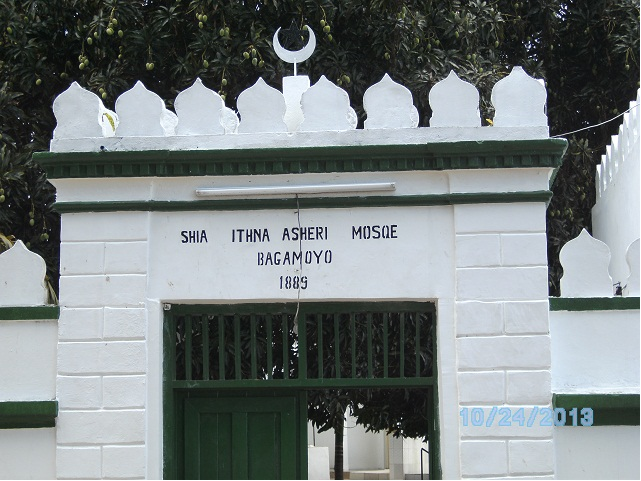 SHIA ITHNA ASHERI MOSQE
BAGAMOYO
1889
10/24/2013